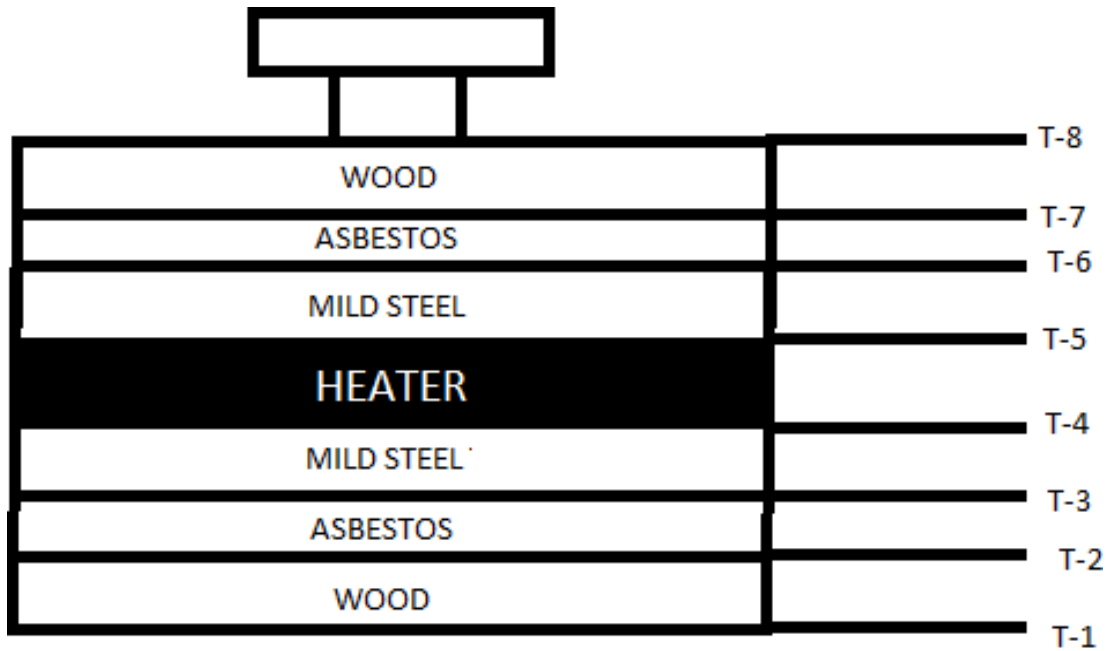 T-8
WOOD
T-7
ASBESTOS
T-6
MILD STEEL
T-5
HEATER
T-4
MILD STEEL
T-3
ASBESTOS
T-2
WOOD
T-1